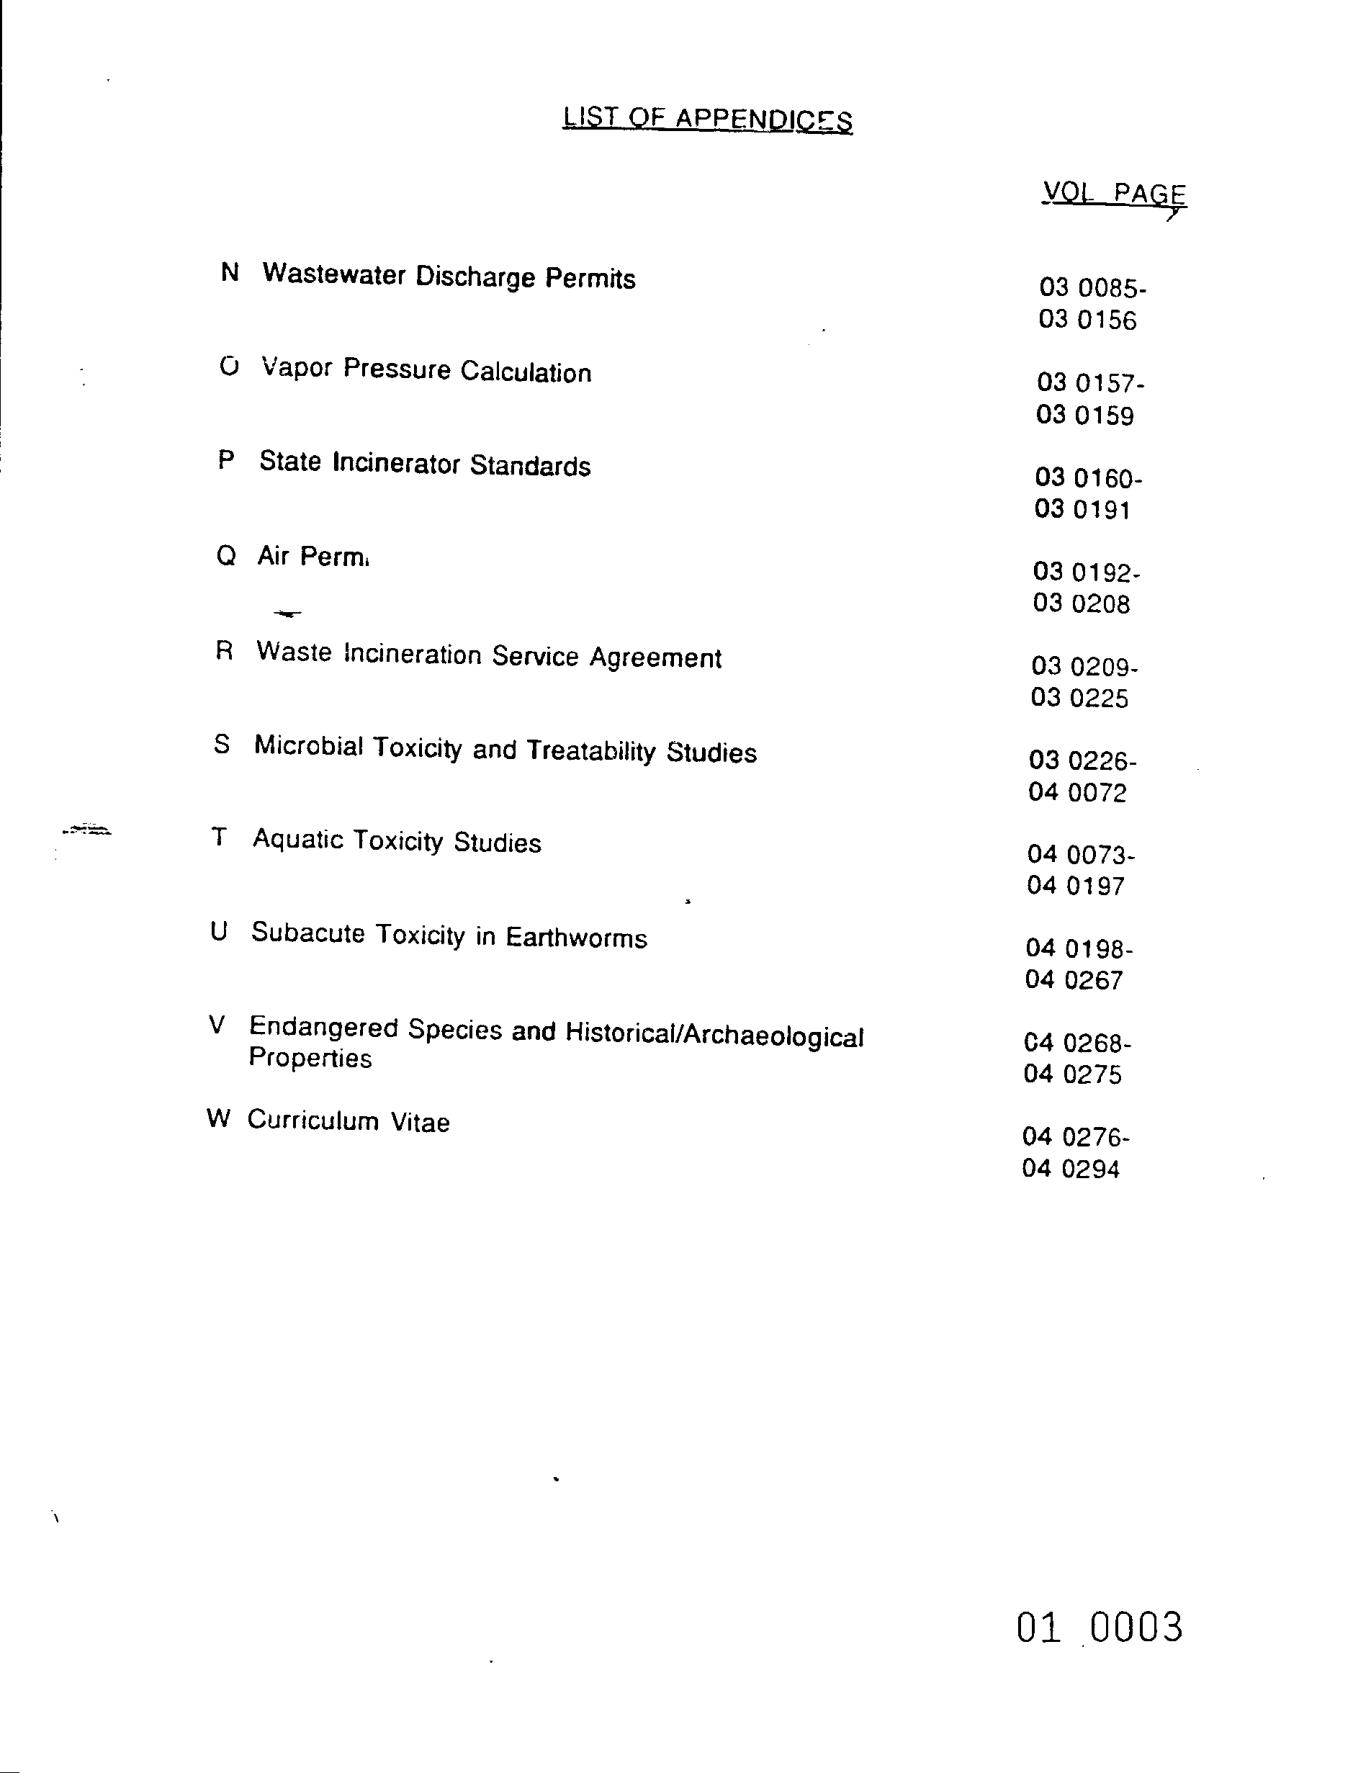 LIST OF APPENDICES
VOL PAGE
N Wastewater Discharge Permits
03 0085-
03 0156
O Vapor Pressure Calculation
03 0157-
03 0159
P State Incinerator Standards
03 0160-
03 0191
Q Air
03 0192-
03 0208
R Waste Incineration Service Agreement
03 0209-
03 0225
S Microbial Toxicity and Treatability Studies
03 0226-
04 0072
T Aquatic Toxicity Studies
04 0073-
04 0197
U Subacute Toxicity in Earthworms
04 0198-
04 0267
V Endangered Species and Historical/Archaeological
Properties
04 0268-
04 0275
W Curriculum Vitae
04 0276-
04 0294
01 0003